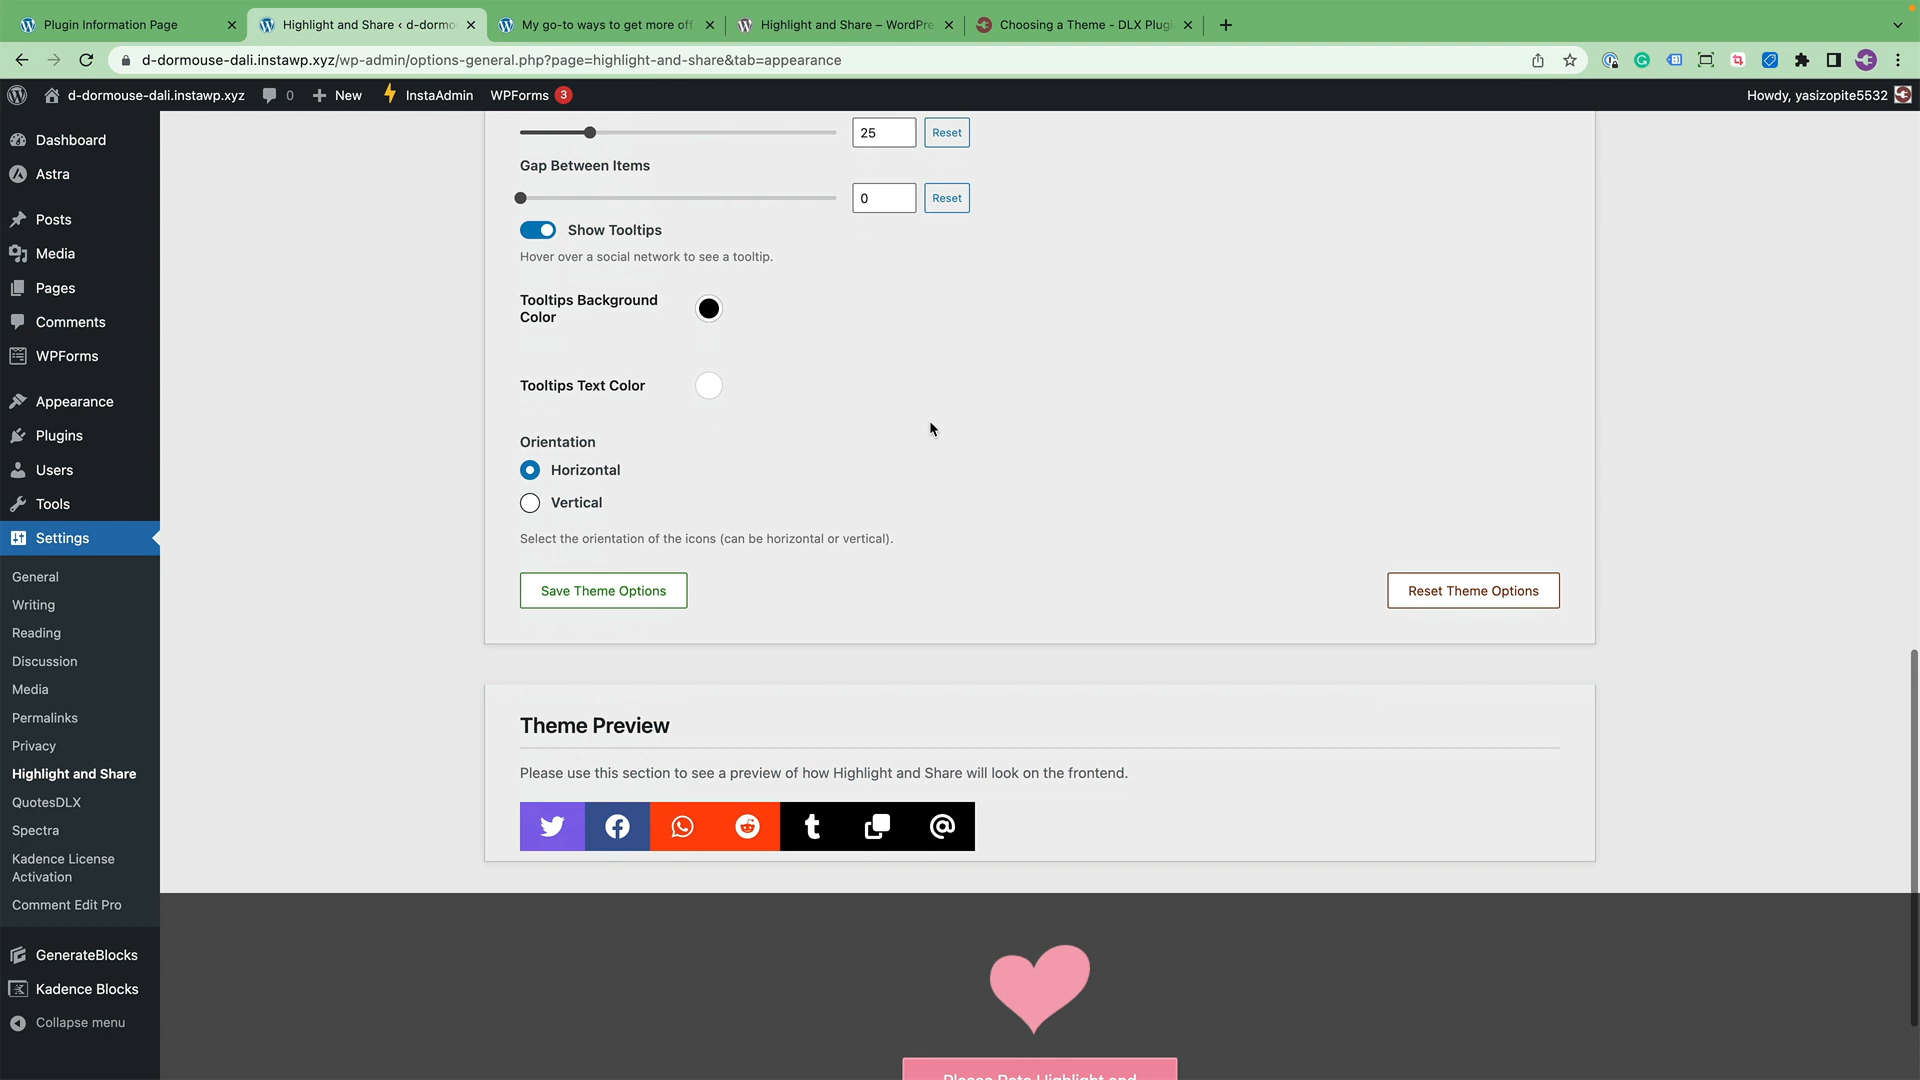 Plugin Information Page
Highlight and Share ‹ d-dormo
My go-to ways to get more off
Highlight and Share – WordPre
Choosing a Theme - DLX Plugi
d-dormouse-dali.instawp.xyz/wp-admin/options-general.php?page=highlight-and-share&tab=appearance
d-dormouse-dali.instawp.xyz
0
New
InstaAdmin
WPForms 3
Howdy, yasizopite5532
Dashboard
Astra
Posts
Media
Pages
Comments
WPForms
Appearance
Plugins
Users
Tools
Settings
General
Writing
Reading
Discussion
Media
Permalinks
Privacy
Highlight and Share
QuotesDLX
Spectra
Kadence License
Activation
Comment Edit Pro
GenerateBlocks
Kadence Blocks
Collapse menu
25
Reset
Gap Between Items
0
Reset
Show Tooltips
Hover over a social network to see a tooltip.
Tooltips Background
Color
Tooltips Text Color
Orientation
Horizontal
Vertical
Select the orientation of the icons (can be horizontal or vertical).
Save Theme Options
Reset Theme Options
Theme Preview
Please use this section to see a preview of how Highlight and Share will look on the frontend.
Please Rate Highlight and